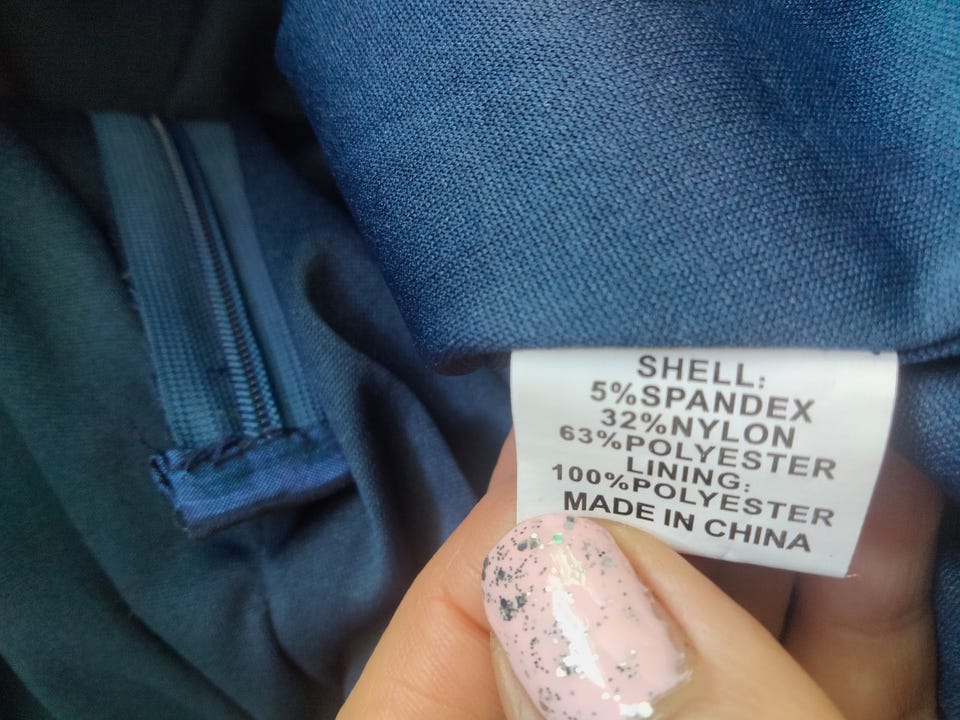 SHELL:
5%SPANDEX
32%NYLON
63%POLYESTER
LINING:
100%POLYESTER
MADE IN CHINA